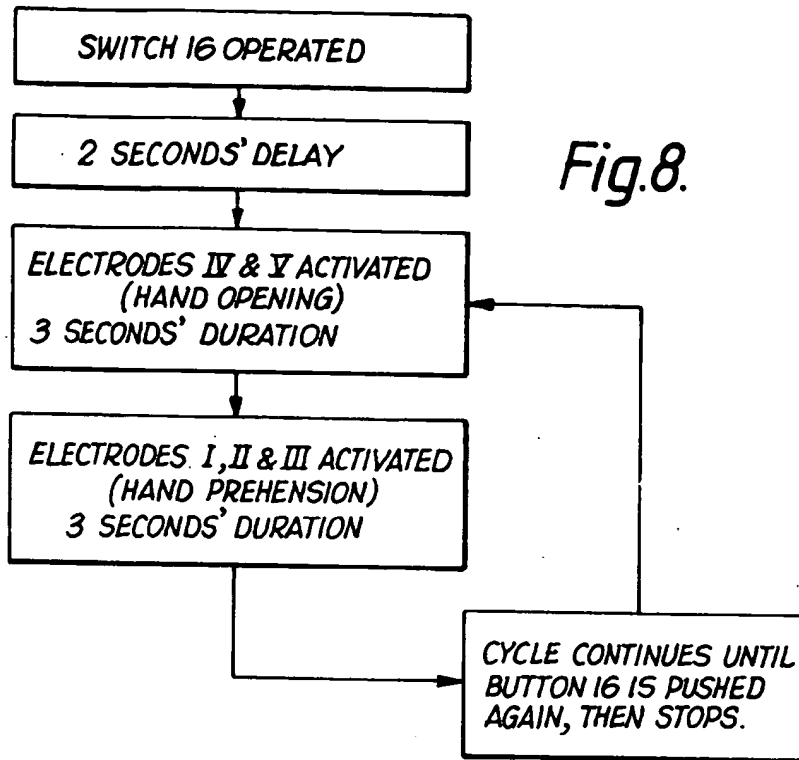 SWITCH 16 OPERATED
2 SECONDS' DELAY
Fig.8.
ELECTRODES IV & V ACTIVATED
(HAND OPENING)
3 SECONDS' DURATION
ELECTRODES I, II & III ACTIVATED
(HAND PREHENSION)
3 SECONDS' DURATION
CYCLE CONTINUES UNTIL
BUTTON 16 IS PUSHED
AGAIN, THEN STOPS.